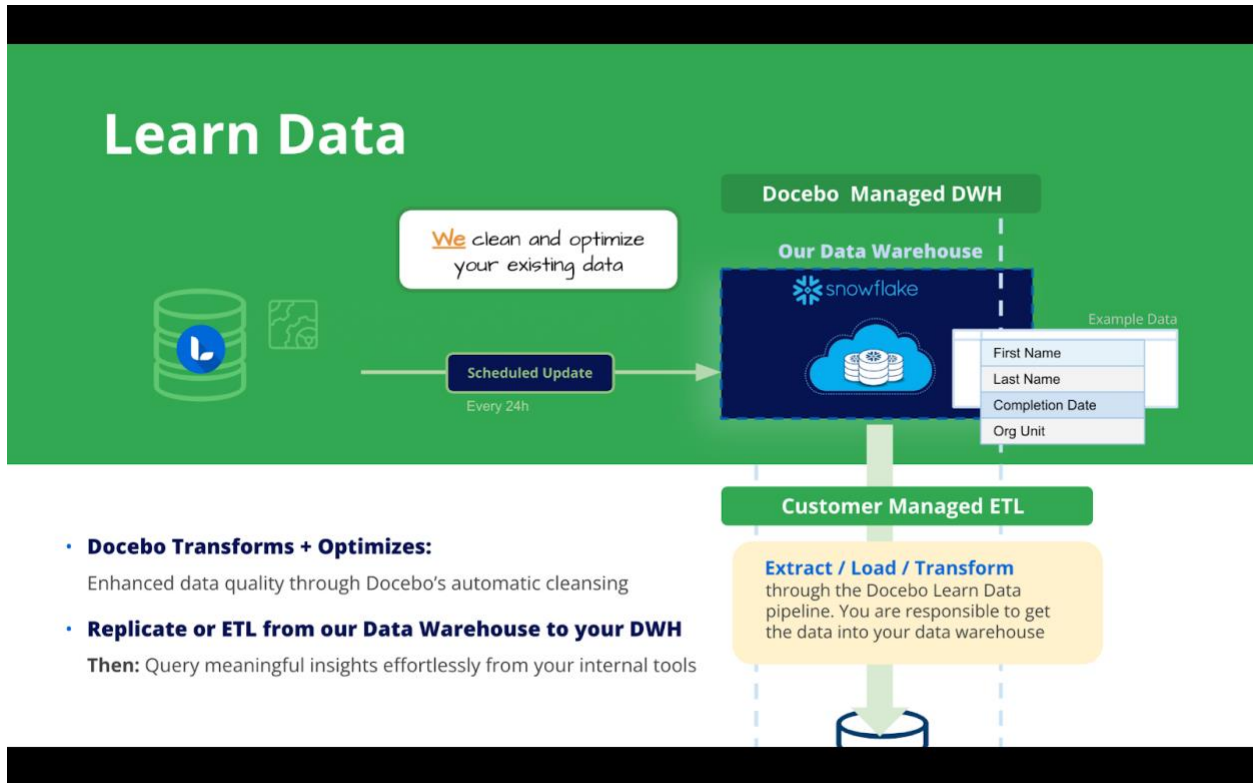 Learn Data
We clean and optimize
your existing data
Scheduled Update
Every 24h
Docebo Managed DWH
Our Data Warehouse
snowflake
Example Data
First Name
Last Name
Completion Date
Org Unit
Customer Managed ETL
Extract / Load / Transform
through the Docebo Learn Data
pipeline. You are responsible to get
the data into your data warehouse
• Docebo Transforms + Optimizes:
Enhanced data quality through Docebo’s automatic cleansing
• Replicate or ETL from our Data Warehouse to your DWH
Then: Query meaningful insights effortlessly from your internal tools